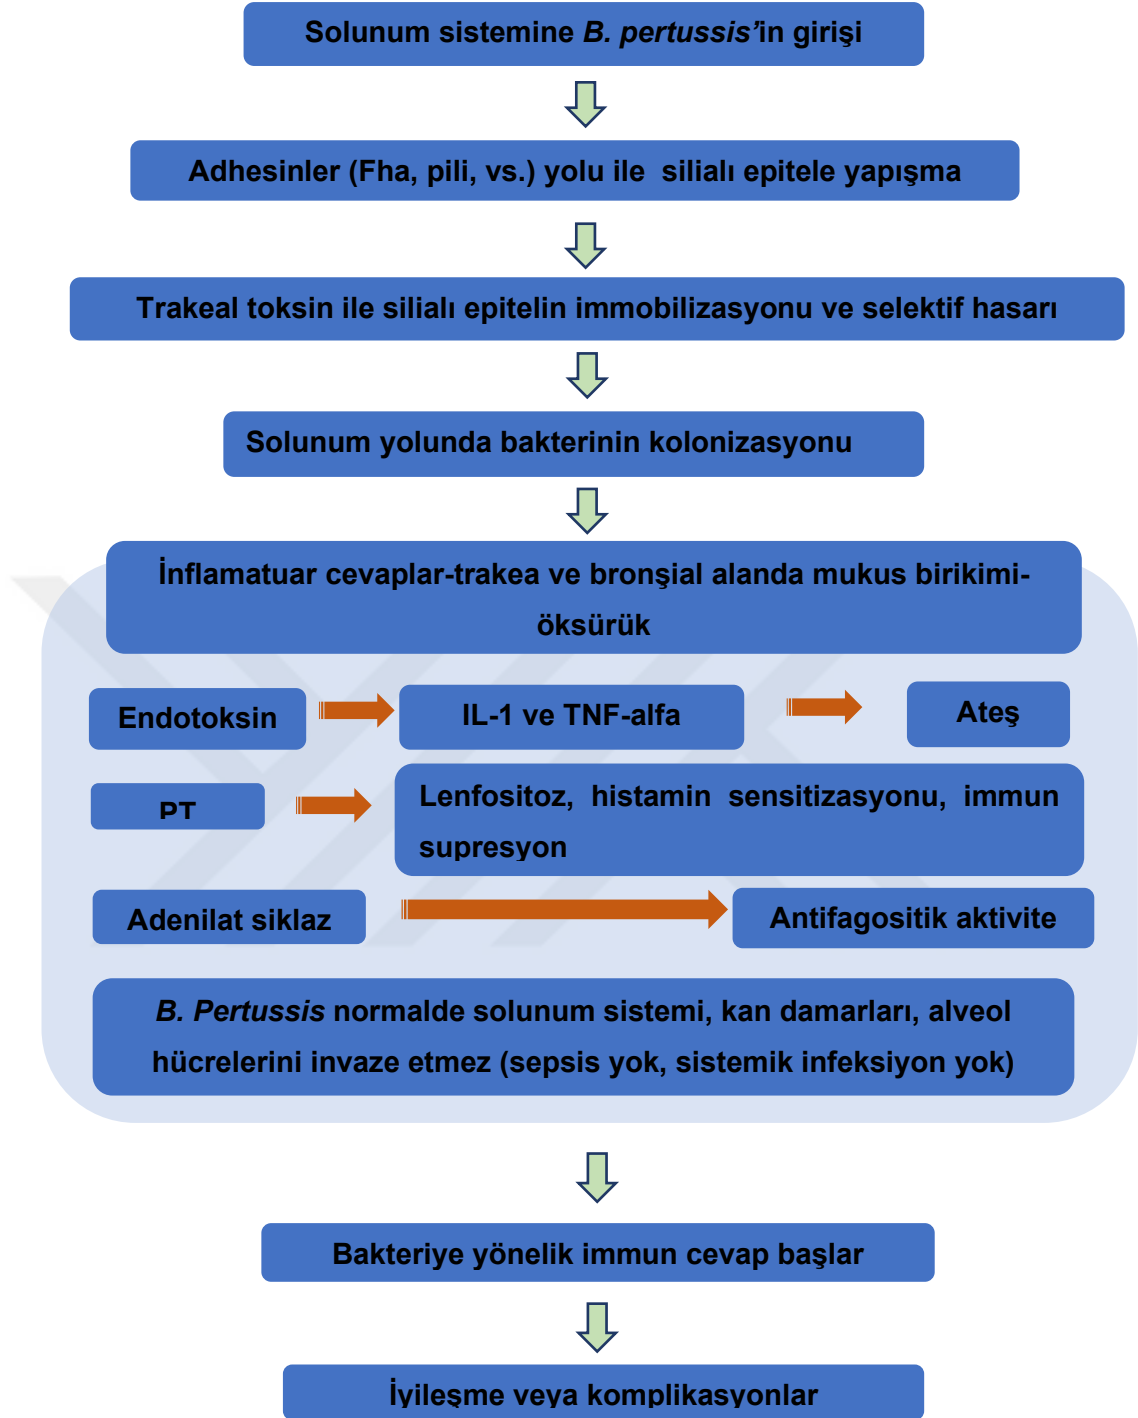 Solunum sistemine B. pertussis’in girişi
Adhesinler (Fha, pili, vs.) yolu ile silialı epitele yapışma
Trakeal toksin ile silialı epitelin immobilizasyonu ve selektif hasarı
Solunum yolunda bakterinin kolonizasyonu
İnflamatuar cevaplar-trakea ve bronşial alanda mukus birikimi-
öksürük
Endotoksin
IL-1 ve TNF-alfa
Ateş
PT
Lenfositoz, histamin sensitizasyonu, immun
supresyon
Adenilat siklaz
Antifagositik aktivite
B. Pertussis normalde solunum sistemi, kan damarları, alveol
hücrelerini invaze etmez (sepsis yok, sistemik infeksiyon yok)
Bakteriye yönelik immun cevap başlar
İyileşme veya komplikasyonlar